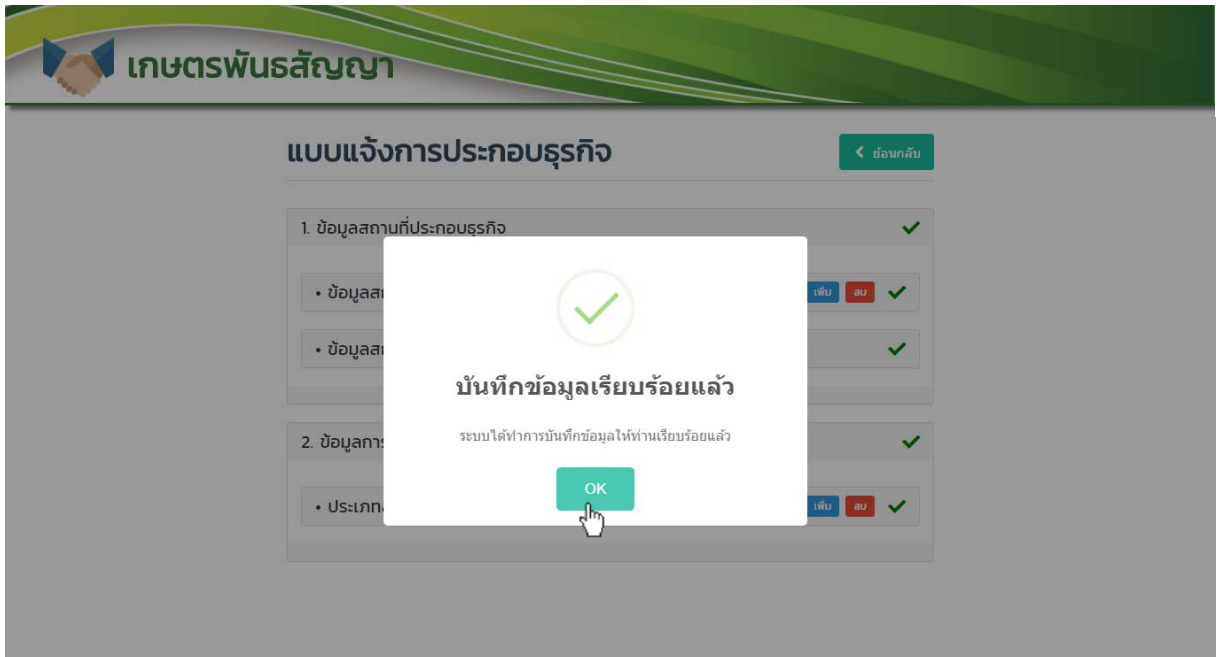 เกษตรพันธสัญญา
แบบแจ้งการประกอบธุรกิจ
ย้อนกลับ
1. ข้อมูลสถานที่ประกอบธุรกิจ
• ข้อมูลสถ
เพิ่ม ลบ
• ข้อมูลสถ
บันทึกข้อมูลเรียบร้อยแล้ว
2. ข้อมูลการ
ระบบได้ทำการบันทึกข้อมูลให้ท่านเรียบร้อยแล้ว
OK
• ประเภท
เพิ่ม ลบ